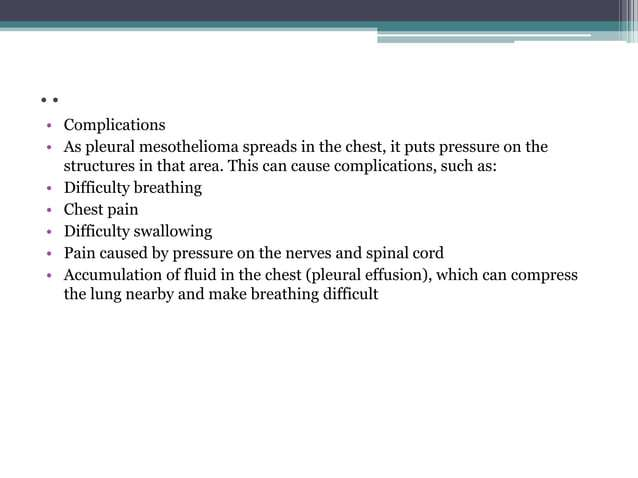 • •
• Complications
• As pleural mesothelioma spreads in the chest, it puts pressure on the
structures in that area. This can cause complications, such as:
• Difficulty breathing
• Chest pain
• Difficulty swallowing
• Pain caused by pressure on the nerves and spinal cord
• Accumulation of fluid in the chest (pleural effusion), which can compress
the lung nearby and make breathing difficult